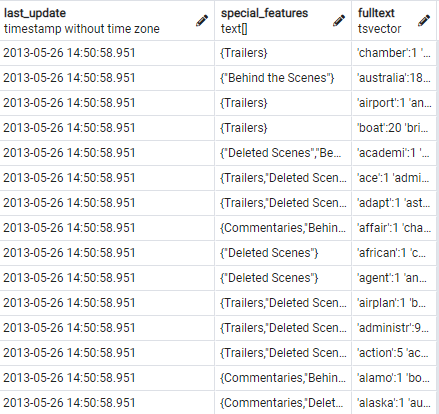 last_update special_features fulltext
timestamp without time zone text[] tsvector
2013-05-26 14:50:58.951 {Trailers} 'chamber':1 '...
2013-05-26 14:50:58.951 {"Behind the Scenes"} 'australia':18...
2013-05-26 14:50:58.951 {Trailers} 'airport':1 'an...
2013-05-26 14:50:58.951 {Trailers} 'boat':20 'bri...
2013-05-26 14:50:58.951 {"Deleted Scenes","Be... 'academi':1 '...
2013-05-26 14:50:58.951 {Trailers,"Deleted Scen... 'ace':1 'admi...
2013-05-26 14:50:58.951 {Trailers,"Deleted Scen... 'adapt':1 'ast...
2013-05-26 14:50:58.951 {Commentaries,"Behin... 'affair':1 'cha...
2013-05-26 14:50:58.951 {"Deleted Scenes"} 'african':1 'c...
2013-05-26 14:50:58.951 {"Deleted Scenes"} 'agent':1 'an...
2013-05-26 14:50:58.951 {Trailers,"Deleted Scen... 'airplan':1 'b...
2013-05-26 14:50:58.951 {Trailers,"Deleted Scen... 'administr':9...
2013-05-26 14:50:58.951 {Trailers,"Deleted Scen... 'action':5 'ac...
2013-05-26 14:50:58.951 {Commentaries,"Behin... 'alamo':1 'bo...
2013-05-26 14:50:58.951 {Commentaries,"Delet... 'alaska':1 'au...